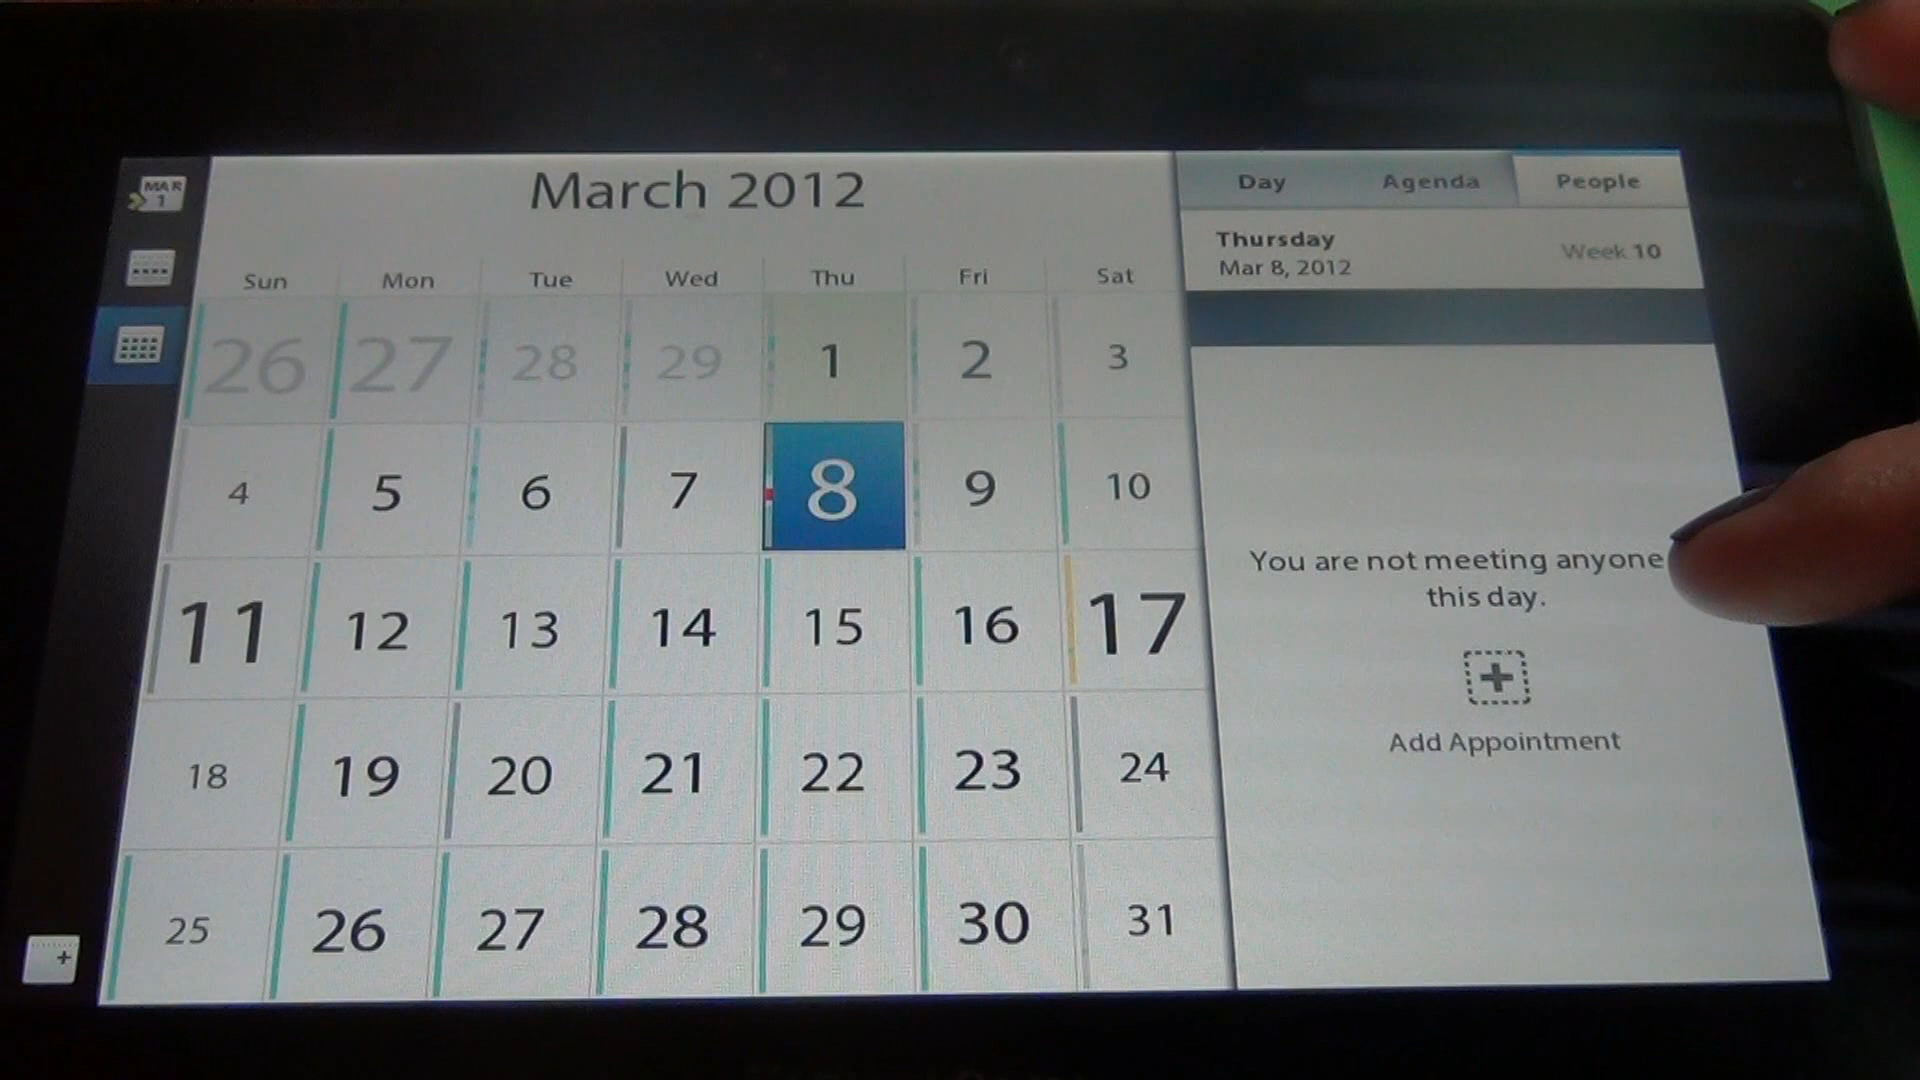 MAR
1
March 2012
Sun Mon Tue Wed Thu Fri Sat
26 27 28 29 1 2 3
4 5 6 7 8 9 10
11 12 13 14 15 16 17
18 19 20 21 22 23 24
25 26 27 28 29 30 31
Day Agenda People
Thursday
Mar 8, 2012
Week 10
You are not meeting anyone
this day.
Add Appointment